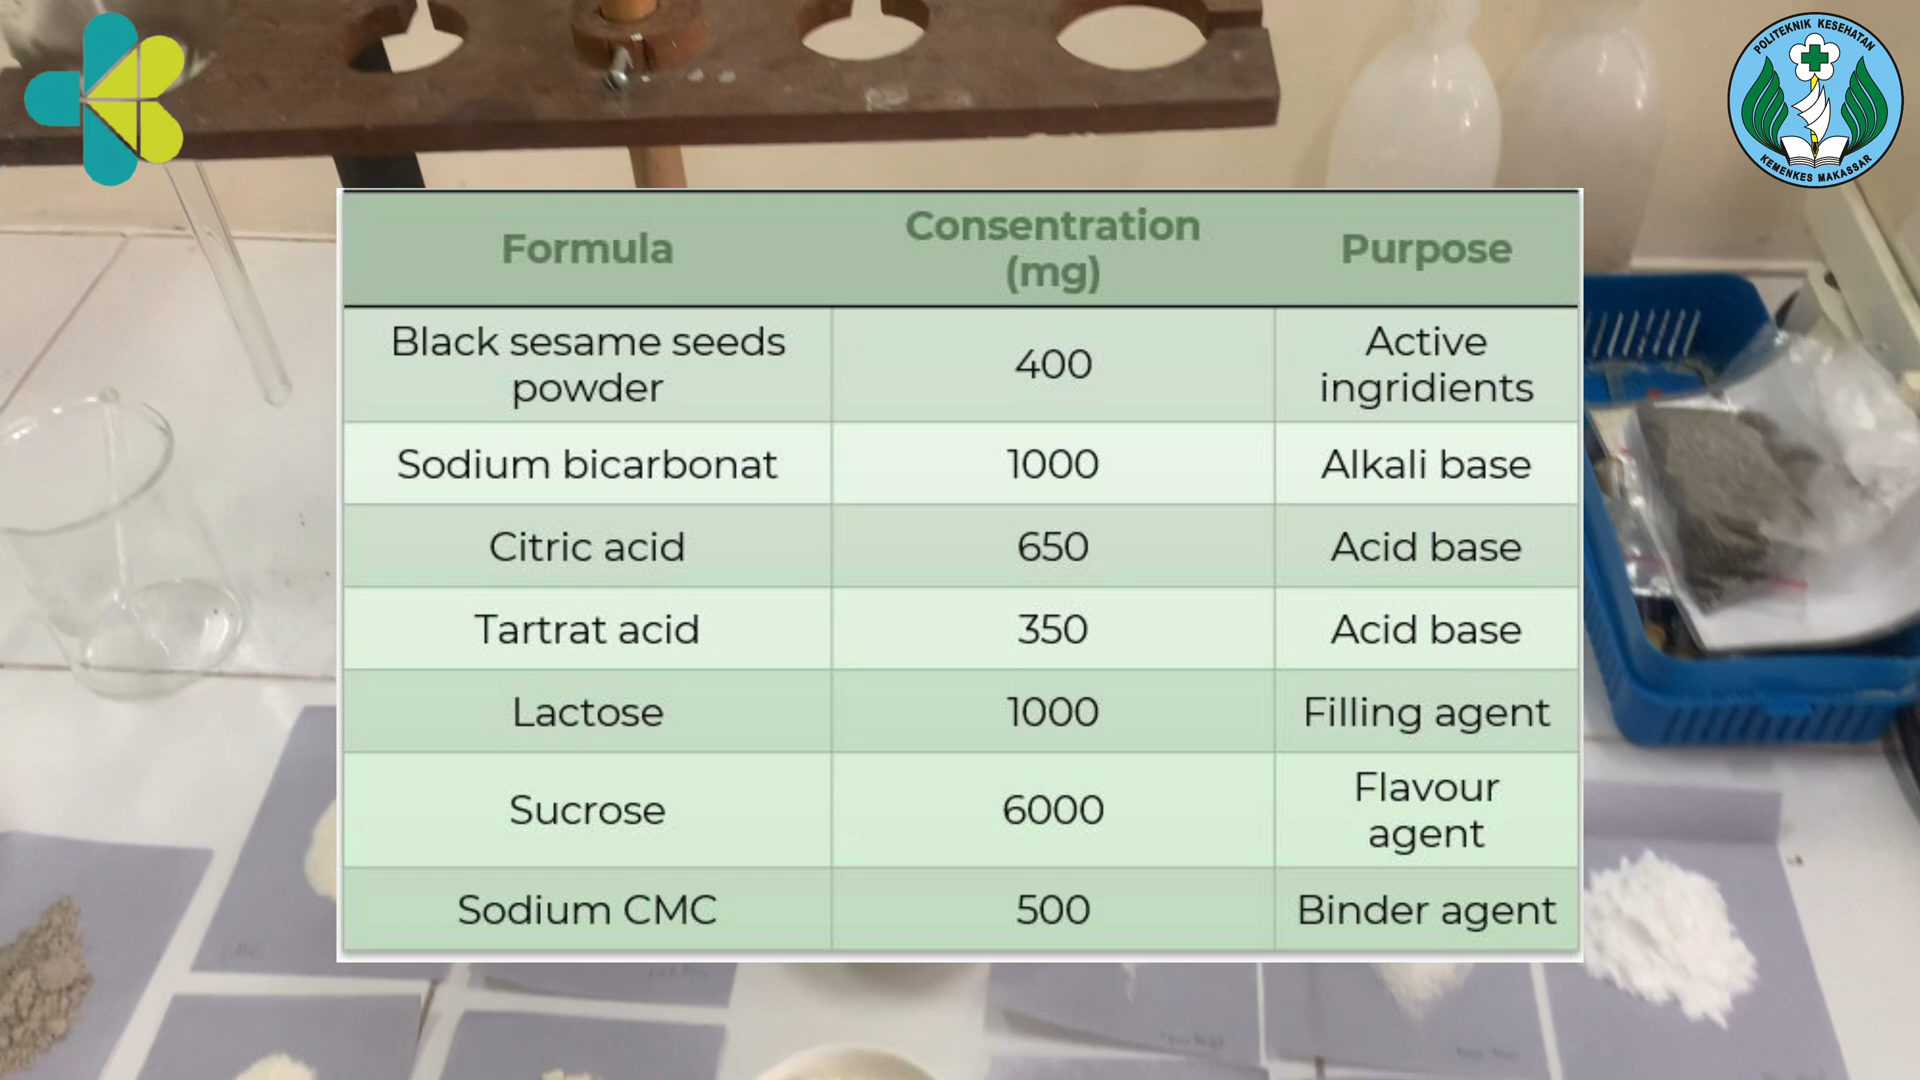 POLITEKNIK KESEHATAN
KEMENKES MAKASSAR
Formula
Consentration
(mg)
Purpose
Black sesame seeds
powder
400
Active
ingridients
Sodium bicarbonat
1000
Alkali base
Citric acid
650
Acid base
Tartrat acid
350
Acid base
Lactose
1000
Filling agent
Sucrose
6000
Flavour
agent
Sodium CMC
500
Binder agent